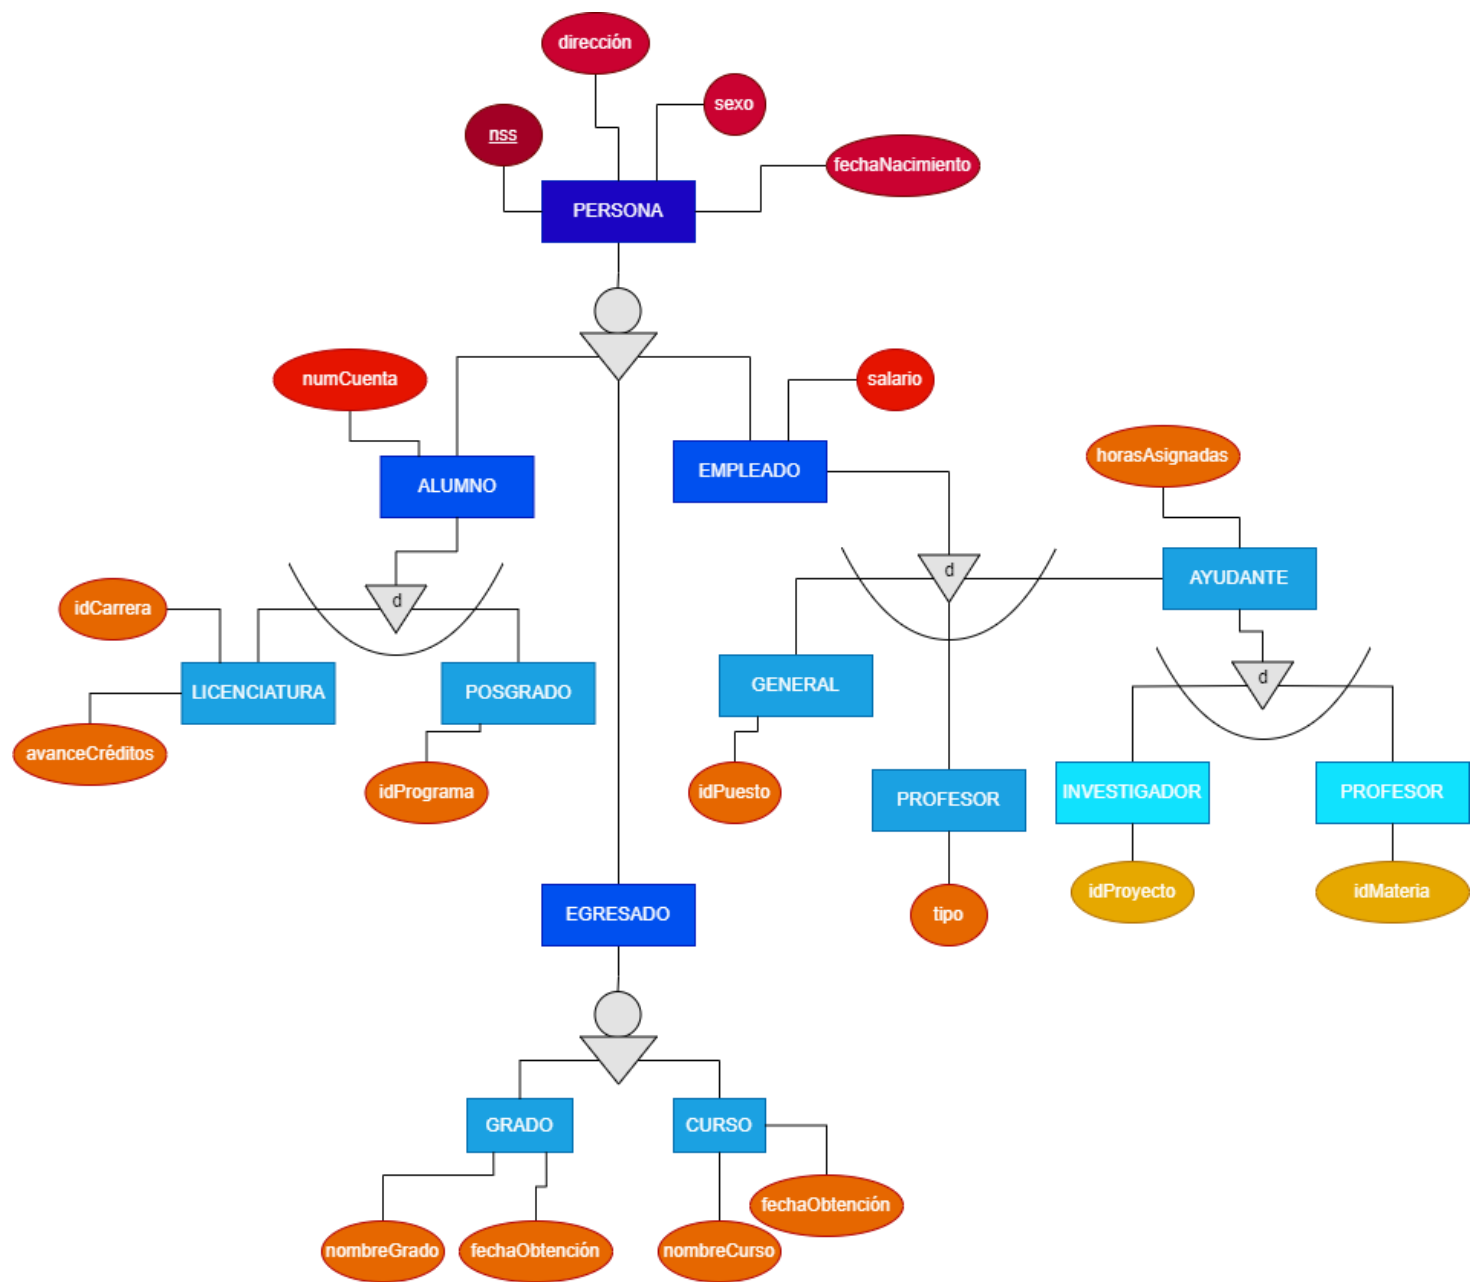 dirección
sexo
nss
fechaNacimiento
PERSONA
numCuenta
salario
horasAsignadas
EMPLEADO
ALUMNO
d
AYUDANTE
d
idCarrera
d
GENERAL
LICENCIATURA
POSGRADO
avanceCréditos
idPrograma
idPuesto
PROFESOR
INVESTIGADOR
PROFESOR
idProyecto
idMateria
EGRESADO
tipo
GRADO
CURSO
fechaObtención
nombreGrado
fechaObtención
nombreCurso